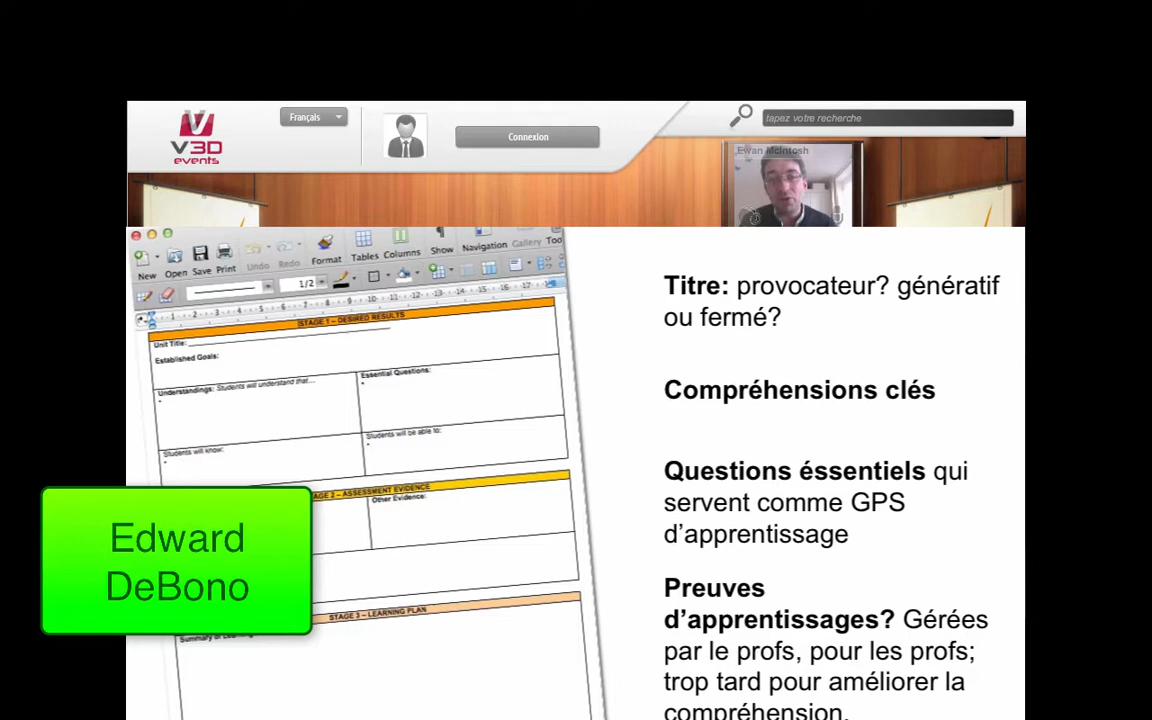 V3D
events
Français
Connexion
tapez votre recherche
Ewan McIntosh
New Open Save Print Undo Redo Format Tables Columns Show Navigation Gallery
1/2
STAGE 1 – DESIRED RESULTS
Unit Title:
Established Goals:
Understandings: Students will understand that...
Essential Questions:
Students will know:
Students will be able to:
STAGE 2 – ASSESSMENT EVIDENCE
Other Evidence:
STAGE 3 – LEARNING PLAN
Edward
DeBono
Titre: provocateur? génératif
ou fermé?
Compréhensions clés
Questions éssentiels qui
servent comme GPS
d’apprentissage
Preuves
d’apprentissages? Gérées
par le profs, pour les profs;
trop tard pour améliorer la
compréhension.